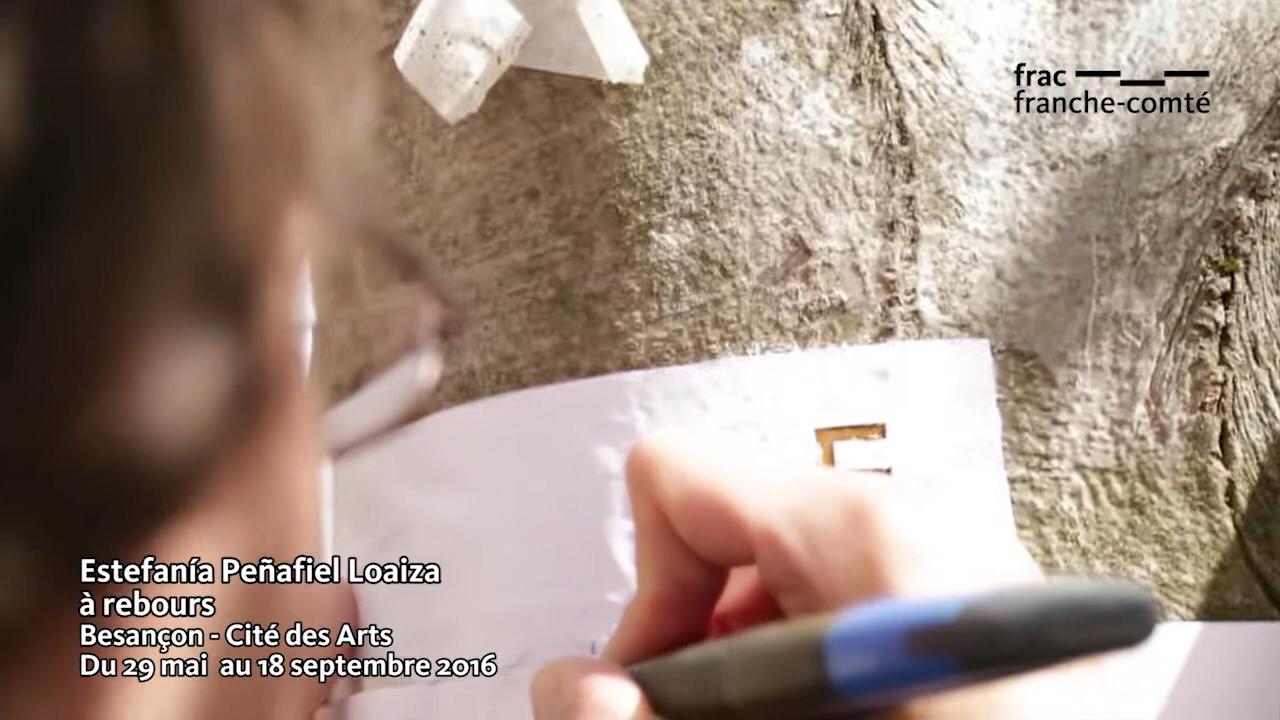 frac
franche-comté
Estefanía Peñafiel Loaiza
à rebours
Besançon - Cité des Arts
Du 29 mai au 18 septembre 2016